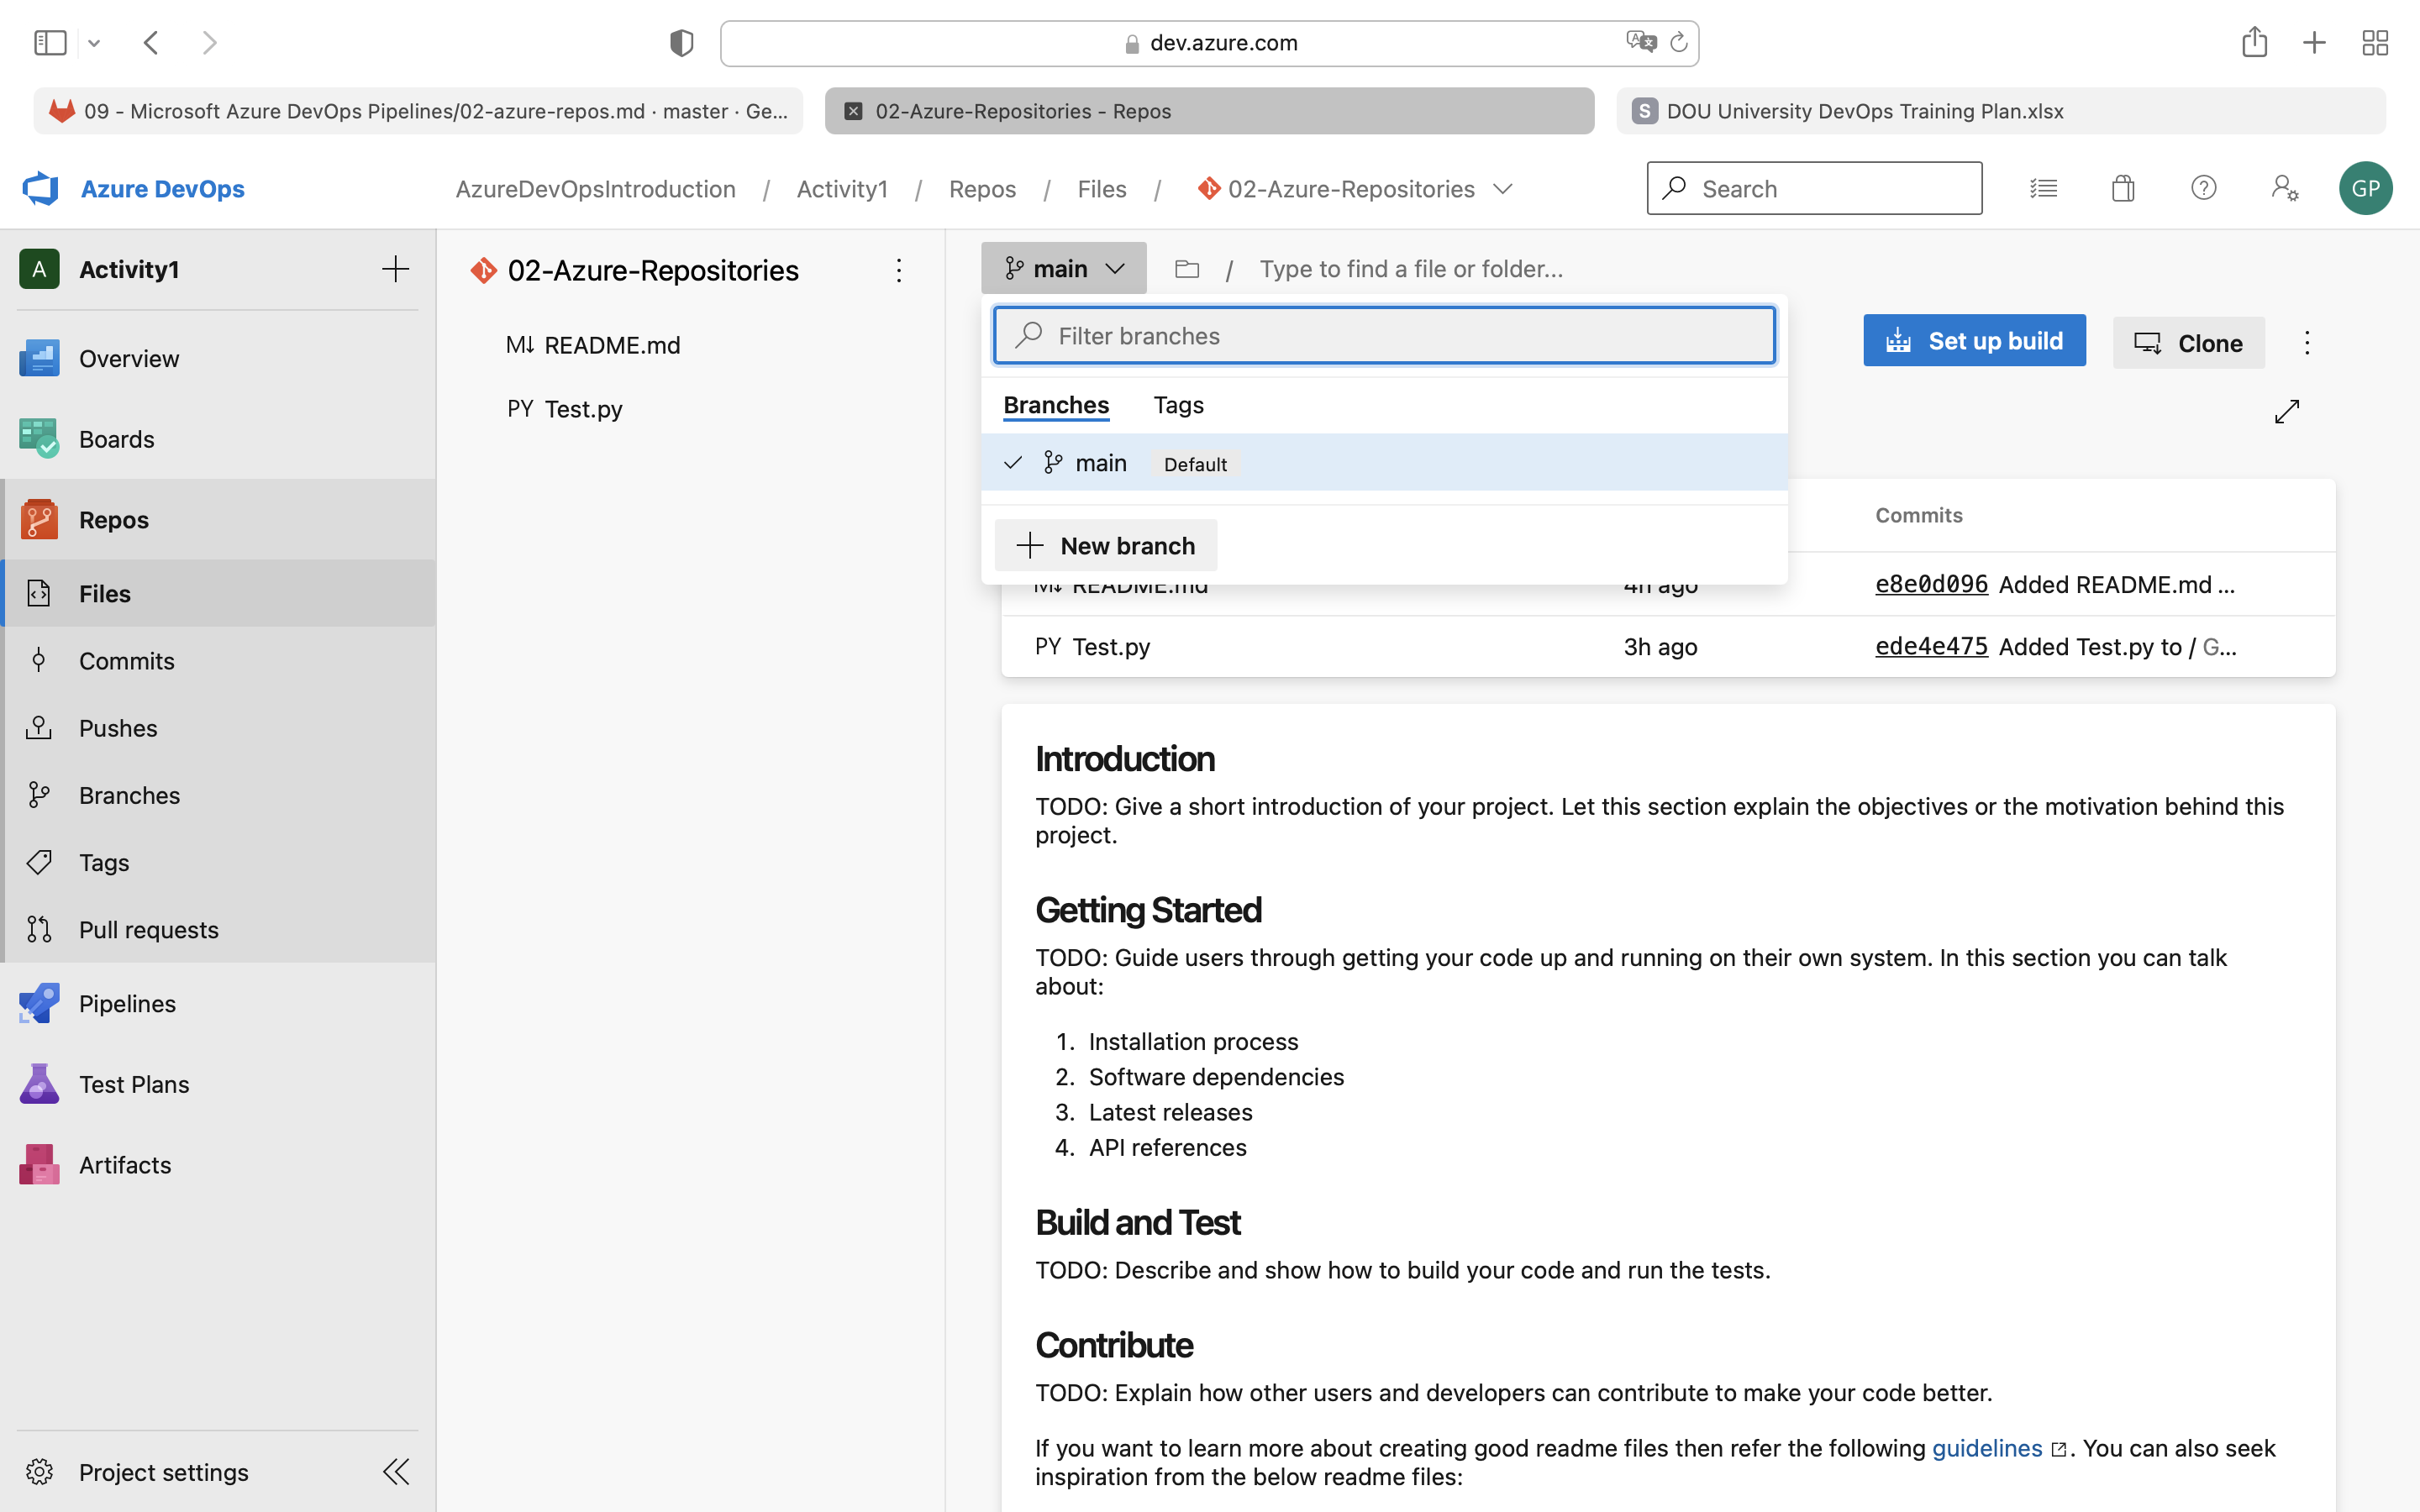 dev.azure.com
09 - Microsoft Azure DevOps Pipelines/02-azure-repos.md · master · Ge...
02-Azure-Repositories - Repos
S DOU University DevOps Training Plan.xlsx
Azure DevOps
AzureDevOpsIntroduction / Activity1 / Repos / Files / 02-Azure-Repositories
Search
GP
A Activity1
Overview
Boards
Repos
Files
Commits
Pushes
Branches
Tags
Pull requests
Pipelines
Test Plans
Artifacts
Project settings
02-Azure-Repositories
M↓ README.md
PY Test.py
main / Type to find a file or folder...
Filter branches
Set up build
Clone
Branches Tags
main Default
New branch
Commits
M↓ README.md 4h ago e8e0d096 Added README.md ...
PY Test.py 3h ago ede4e475 Added Test.py to / G...
Introduction
TODO: Give a short introduction of your project. Let this section explain the objectives or the motivation behind this
project.
Getting Started
TODO: Guide users through getting your code up and running on their own system. In this section you can talk
about:
1. Installation process
2. Software dependencies
3. Latest releases
4. API references
Build and Test
TODO: Describe and show how to build your code and run the tests.
Contribute
TODO: Explain how other users and developers can contribute to make your code better.
If you want to learn more about creating good readme files then refer the following guidelines. You can also seek
inspiration from the below readme files: